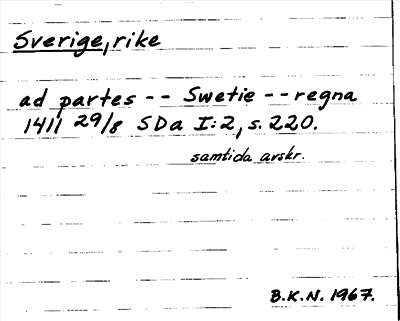 Sverige, rike
ad partes -- Swetie -- regna
1411 29/8 SDa I:2, s. 220.
samtida avskr.
B.K.N. 1967.